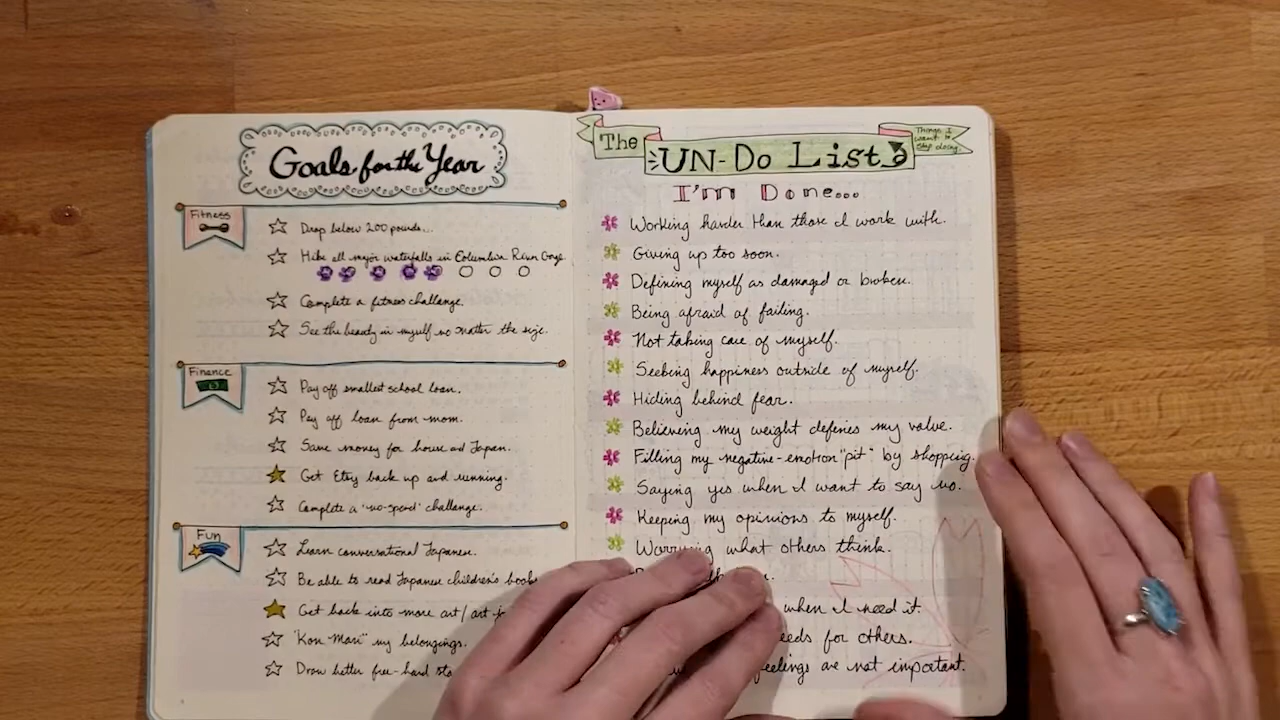 Goals for the Year
Fitness
Drop below 200 pounds...
Hike all major waterfalls in Columbia River Gorge
Complete a fitness challange.
See the beauty in myself no matter the size.
Finance
Pay off smallest school loan.
Pay off loan from mom.
Save money for house and Japan.
Get Etsy back up and running.
Complete a "no-spend" challange.
Fun
Learn conversational Japanese.
Be able to read Japanese children's books
Get back into more art/art
"Kon Mari" my belongings.
Draw better free-hand
The
UN-Do List
Things I want to stop doing.
I'm Done...
Working harder than those I work with.
Giving up too soon.
Defining myself as damaged or broken.
Being afraid of failing.
Not taking care of myself.
Seeking happiness outside of myself.
Hiding behind fear.
Believing my weight defines my value.
Filling my negative-emotion "pit" by shopping.
Saying yes when I want to say no.
Keeping my opinions to myself.
Worrying what others think.
when I need it.
for others.
feelings are not important.